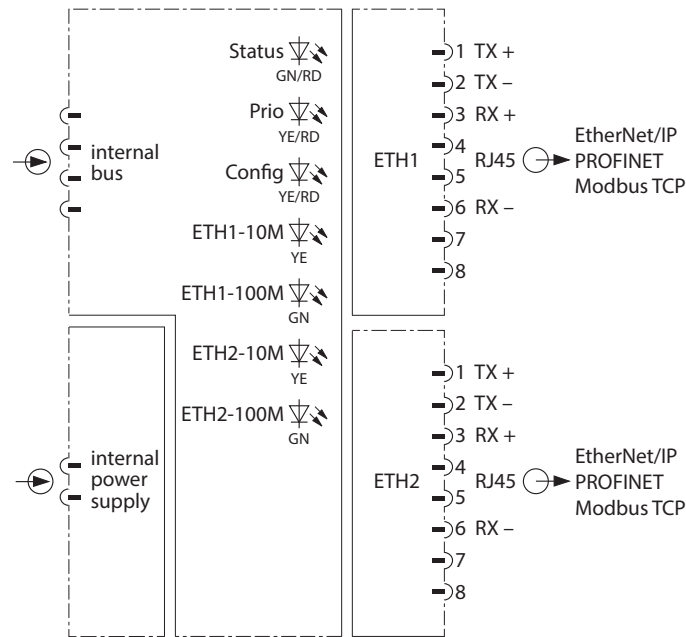 Status
GN/RD
Prio
YE/RD
Config
YE/RD
ETH1-10M
YE
ETH1-100M
GN
ETH2-10M
YE
ETH2-100M
GN
internal
bus
internal
power
supply
ETH1
1 TX +
2 TX –
3 RX +
4
RJ45
5
6 RX –
7
8
EtherNet/IP
PROFINET
Modbus TCP
ETH2
1 TX +
2 TX –
3 RX +
4
RJ45
5
6 RX –
7
8
EtherNet/IP
PROFINET
Modbus TCP